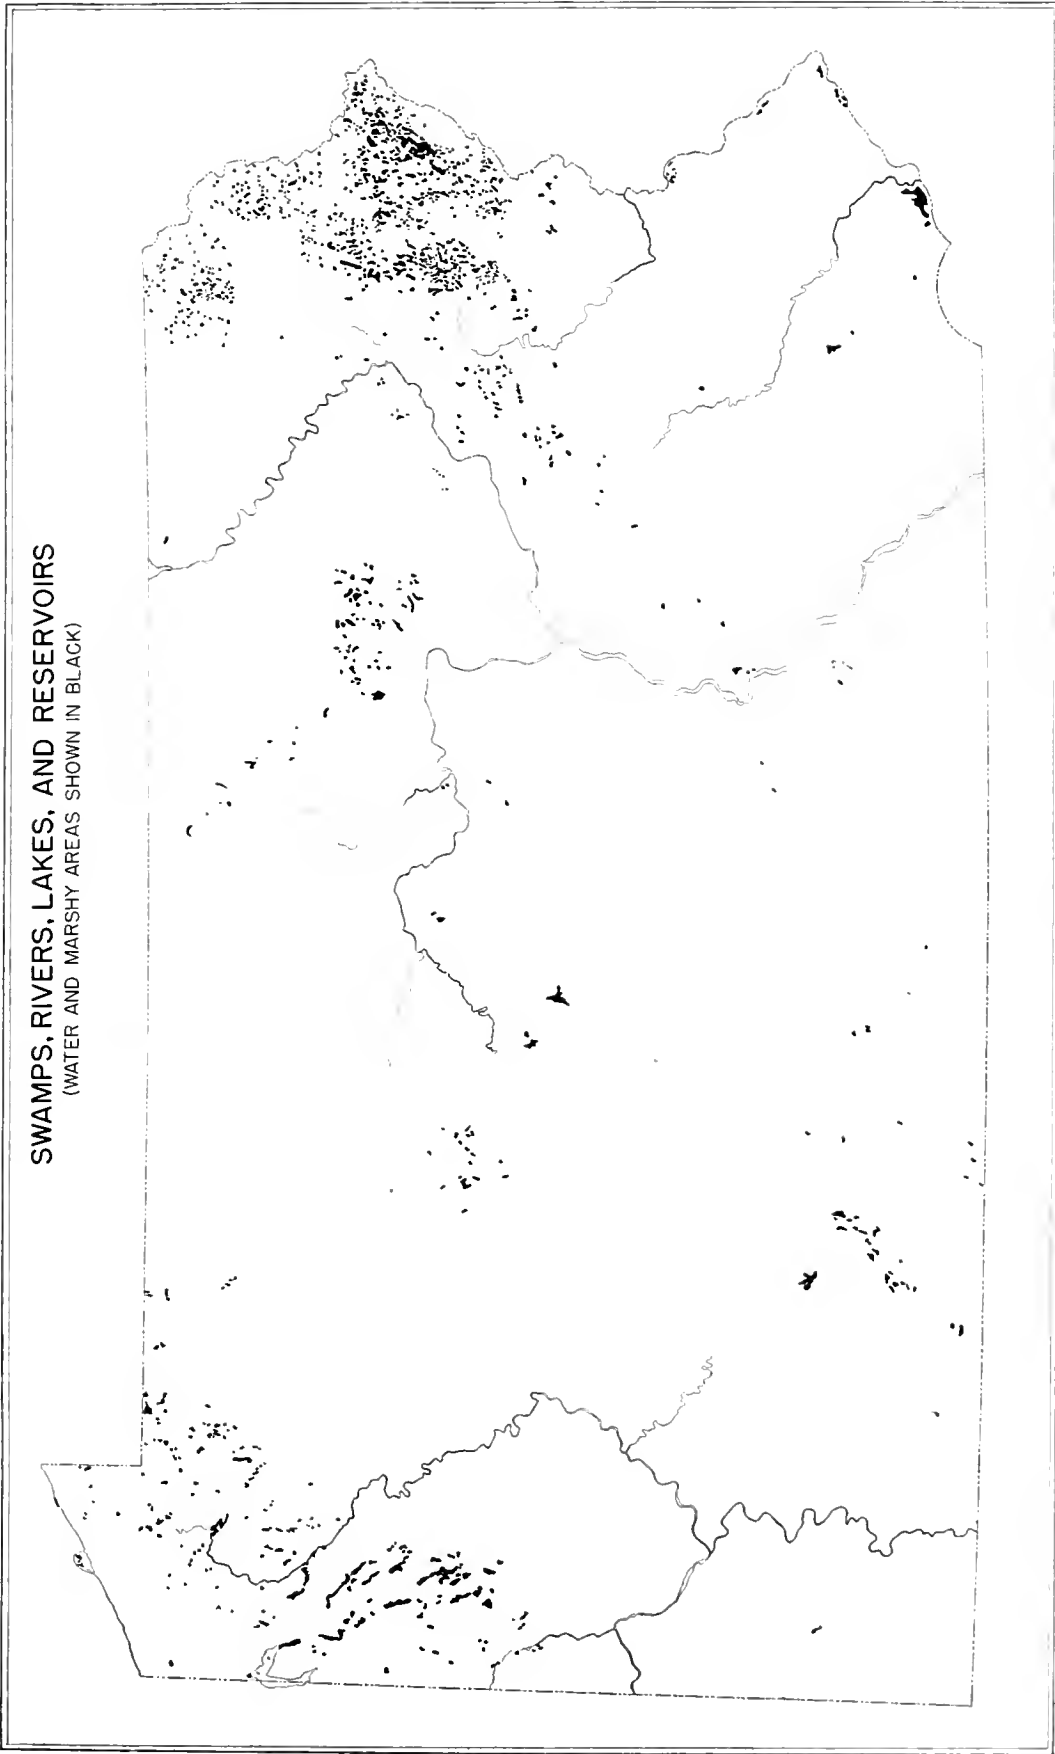 SWAMPS, RIVERS, LAKES, AND RESERVOIRS
(WATER AND MARSHY AREAS SHOWN IN BLACK)